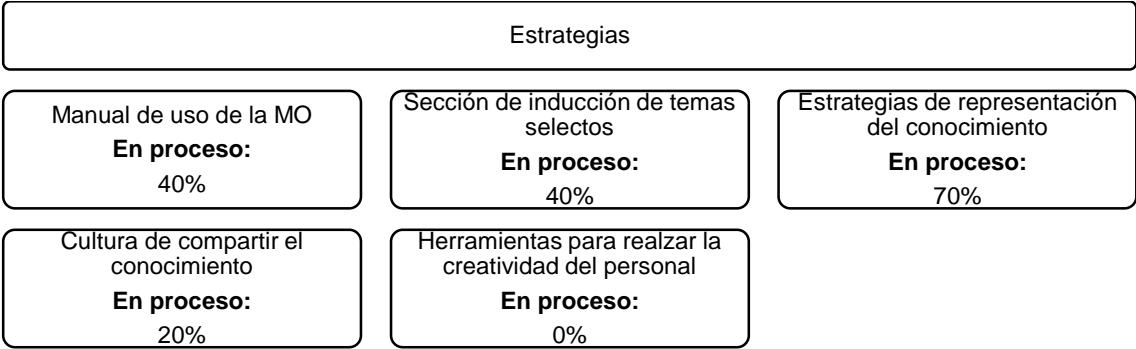 Estrategias
Manual de uso de la MO
En proceso:
40%
Sección de inducción de temas
selectos
En proceso:
40%
Estrategias de representación
del conocimiento
En proceso:
70%
Cultura de compartir el
conocimiento
En proceso:
20%
Herramientas para realzar la
creatividad del personal
En proceso:
0%